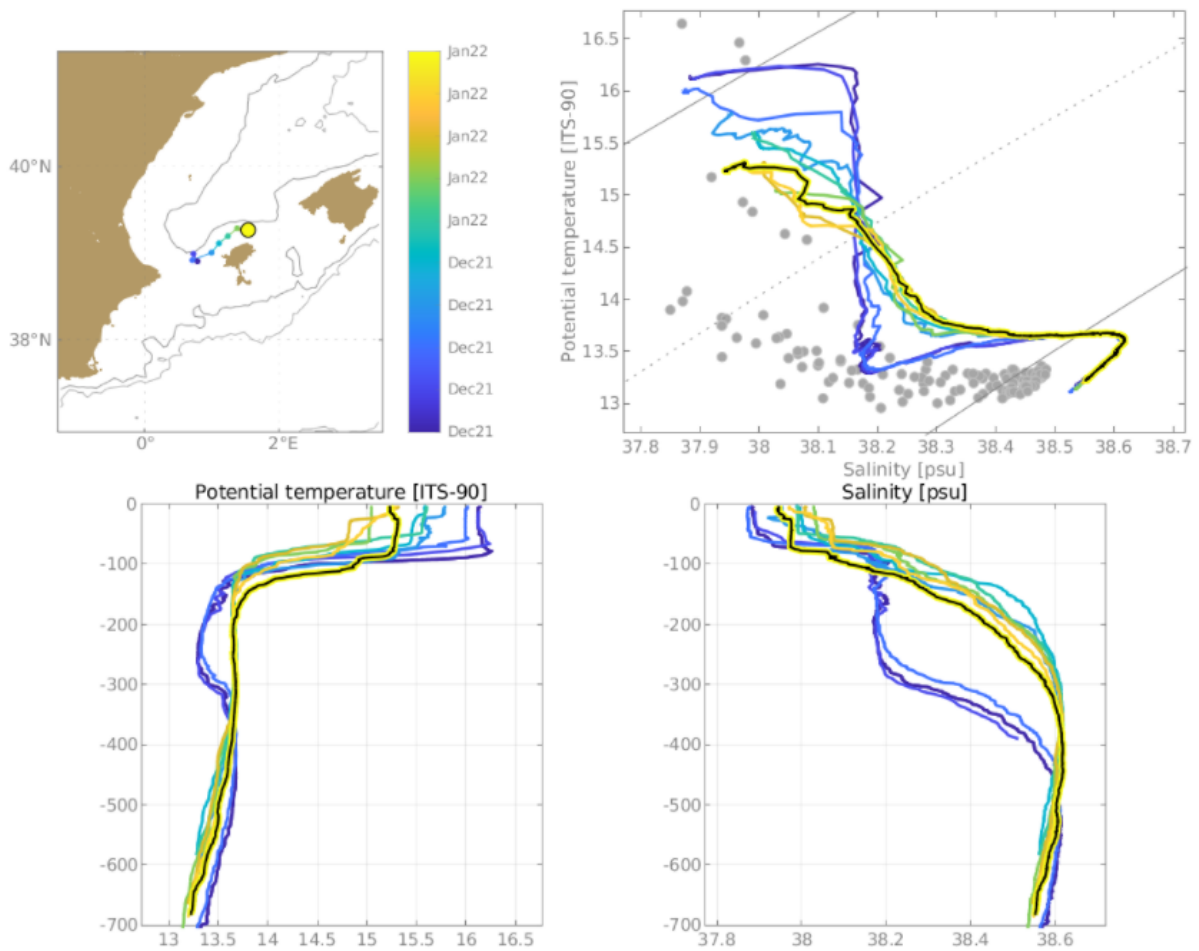 40°N
38°N
0°
2°E
Jan22
Jan22
Jan22
Jan22
Jan22
Dec21
Dec21
Dec21
Dec21
Dec21
Potential temperature [ITS-90]
16.5
16
15.5
15
14.5
14
13.5
13
37.8 37.9 38 38.1 38.2 38.3 38.4 38.5 38.6 38.7
Salinity [psu]
Potential temperature [ITS-90]
0
-100
-200
-300
-400
-500
-600
-700
13 13.5 14 14.5 15 15.5 16 16.5
Salinity [psu]
0
-100
-200
-300
-400
-500
-600
-700
37.8 38 38.2 38.4 38.6